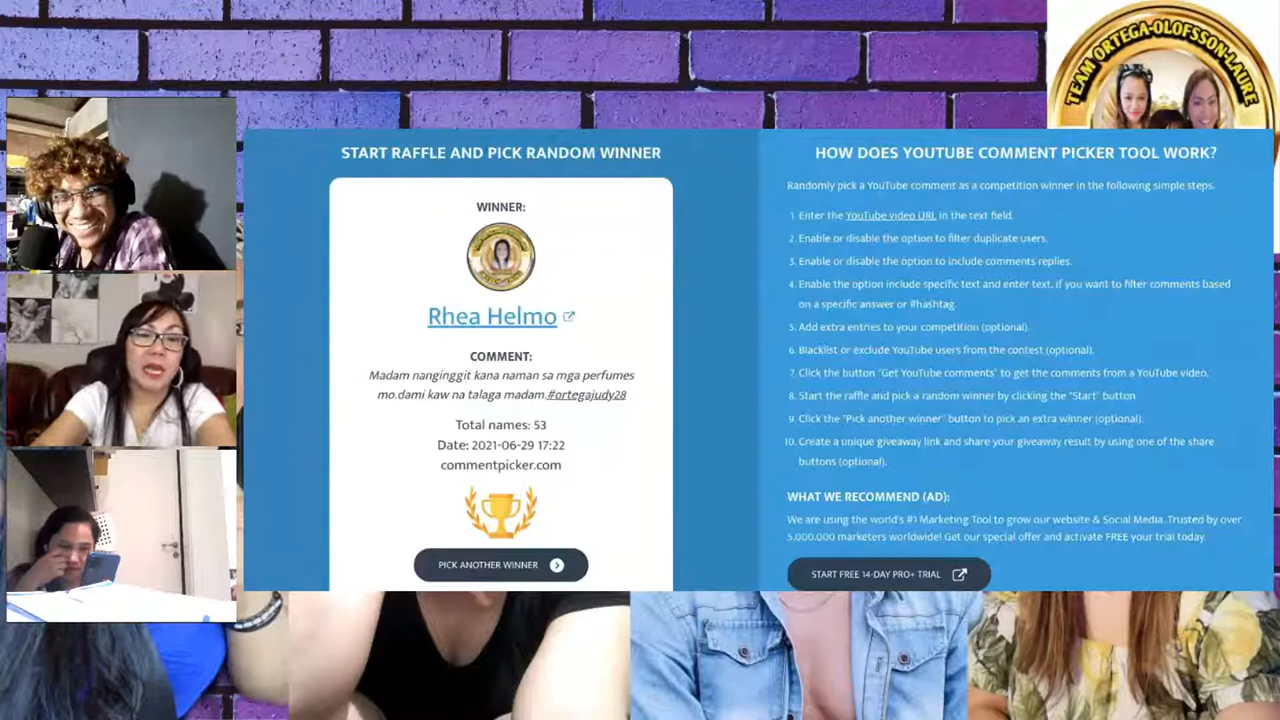 TEAM ORTEGA-OLOFSSON-LAURE
START RAFFLE AND PICK RANDOM WINNER
WINNER:
Rhea Helmo
COMMENT:
Madam nanginggit kana naman sa mga perfumes
mo.dami kaw na talaga madam.#ortegajudy28
Total names: 53
Date: 2021-06-29 17:22
commentpicker.com
PICK ANOTHER WINNER
HOW DOES YOUTUBE COMMENT PICKER TOOL WORK?
Randomly pick a YouTube comment as a competition winner in the following simple steps.
1. Enter the YouTube video URL in the text field.
2. Enable or disable the option to filter duplicate users.
3. Enable or disable the option to include comments replies.
4. Enable the option include specific text and enter text, if you want to filter comments based
on a specific answer or #hashtag
5. Add extra entries to your competition (optional).
6. Blacklist or exclude YouTube users from the contest (optional).
7. Click the button "Get YouTube comments" to get the comments from a YouTube video.
8. Start the raffle and pick a random winner by clicking the "Start" button
9. Click the "Pick another winner" button to pick an extra winner (optional).
10. Create a unique giveaway link and share your giveaway result by using one of the share
buttons (optional).
WHAT WE RECOMMEND (AD):
We are using the world's #1 Marketing Tool to grow our website & Social Media. Trusted by over
5.000.000 marketers worldwide! Get our special offer and activate FREE your trial today.
START FREE 14-DAY PRO+ TRIAL